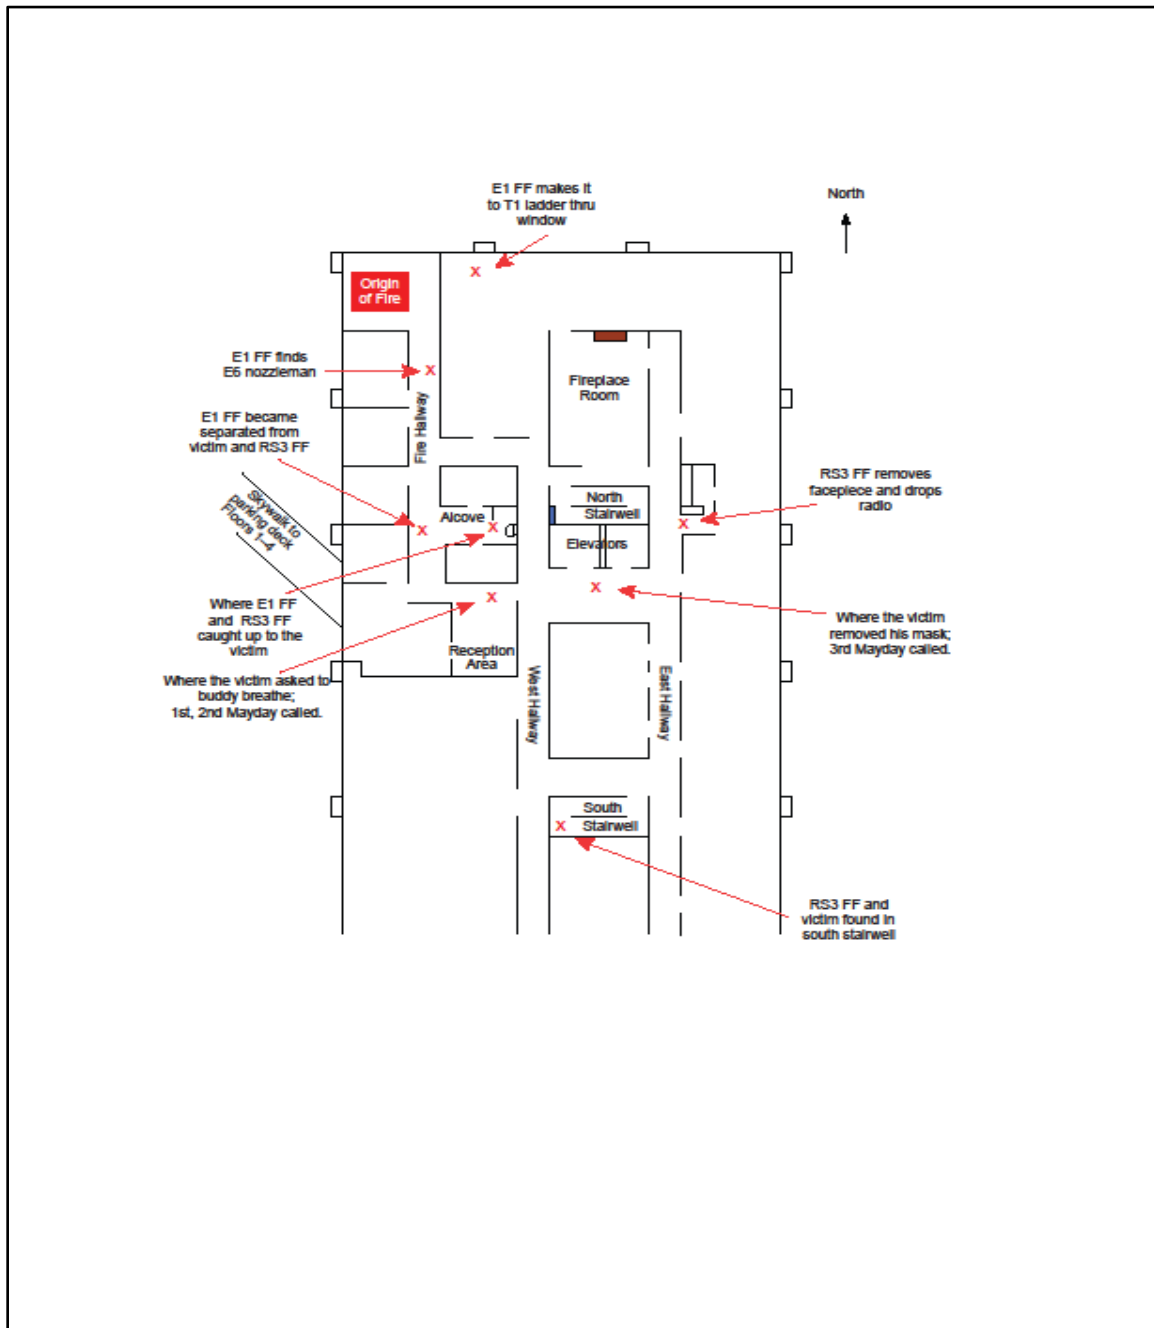 E1 FF makes it
to T1 ladder thru
window
North
Origin
of Fire
E1 FF finds
E6 nozzleman
Fireplace
Room
E1 FF became
separated from
victim and RS3 FF
Fire Hallway
RS3 FF removes
facepiece and drops
radio
Skywalk to
parking deck
Floors 1–4
Alcove
North
Stairwell
Elevators
Where E1 FF
and RS3 FF
caught up to the
victim
Where the victim
removed his mask;
3rd Mayday called.
Reception
Area
Where the victim asked to
buddy breathe;
1st, 2nd Mayday called.
West Hallway
East Hallway
South
Stairwell
RS3 FF and
victim found in
south stairwell